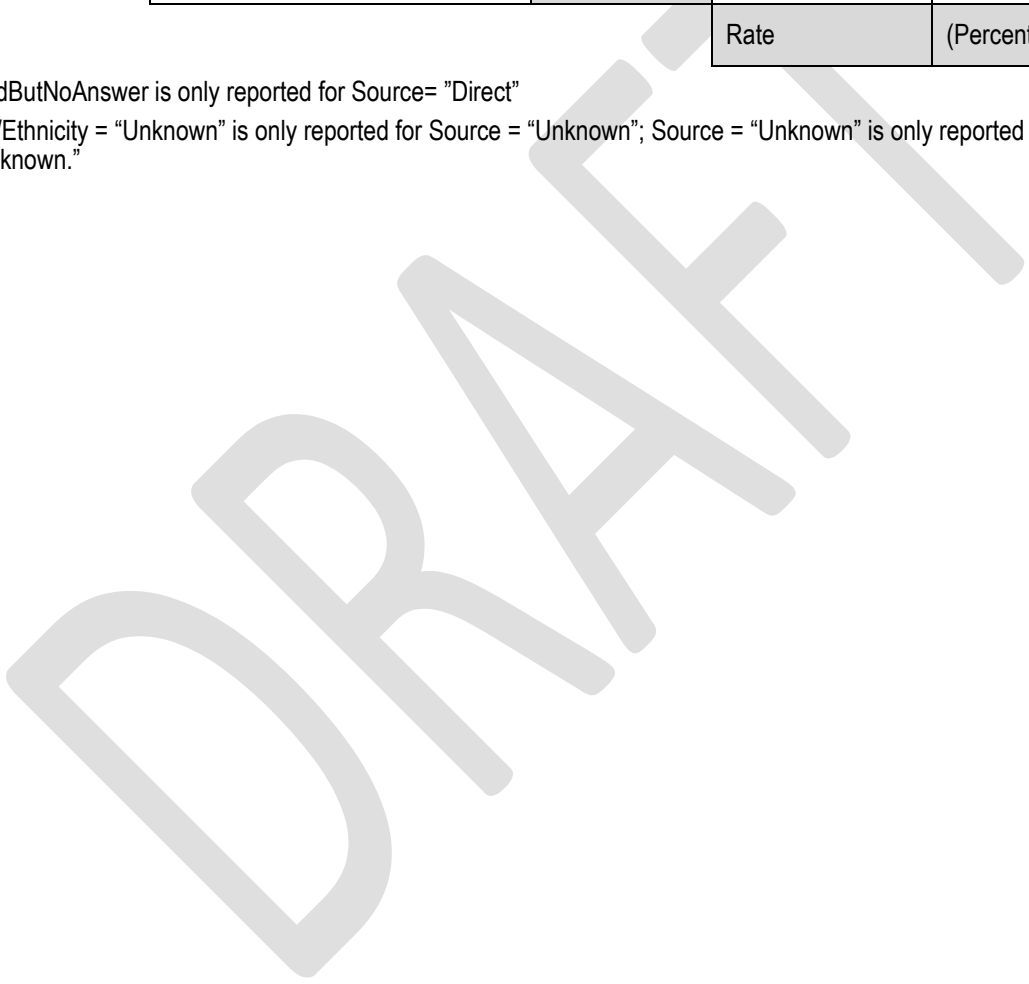 Rate (Percent
dButNoAnswer is only reported for Source= ”Direct”
/Ethnicity = “Unknown” is only reported for Source = “Unknown”; Source = “Unknown” is only reported
known.”
DRAFT